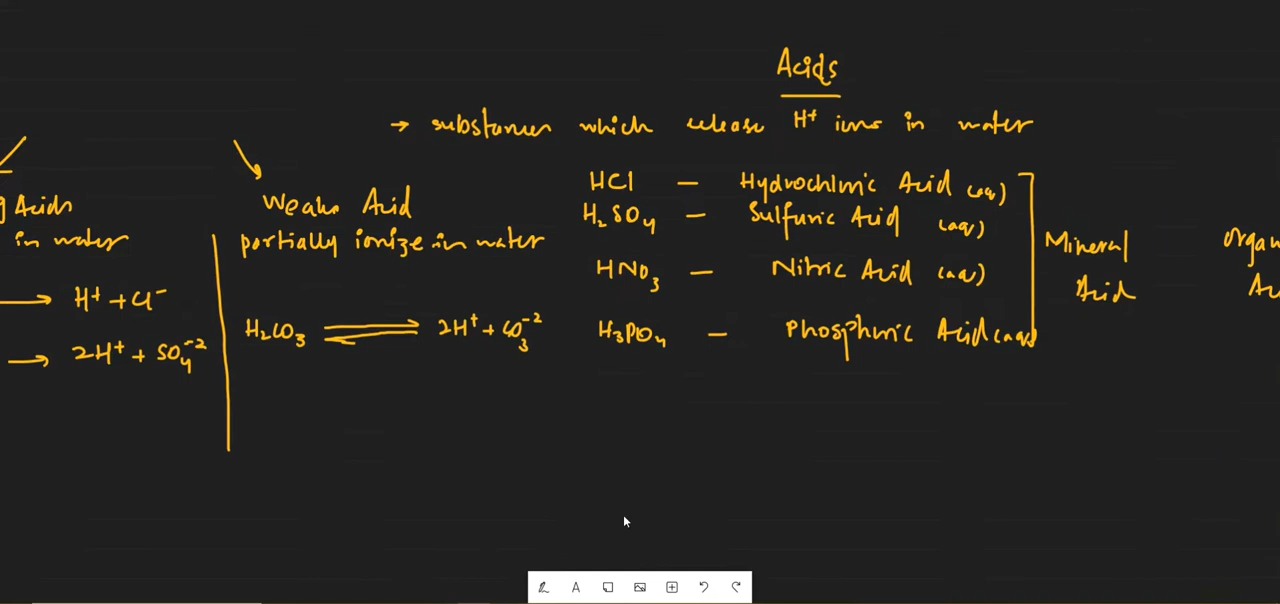 Acids
→ substances which release H⁺ ions in water
HCl — Hydrochloric Acid (aq)
H₂SO₄ — Sulfuric Acid (aq)
HNO₃ — Nitric Acid (aq)
H₃PO₄ — Phosphoric Acid (aq)
Mineral
Acid
Acids
in water
→ H⁺ + Cl⁻
→ 2H⁺ + SO₄⁻²
Weak Acid
partially ionize in water
H₂CO₃ ⇌ 2H⁺ + CO₃⁻²
Organ
Ac
A